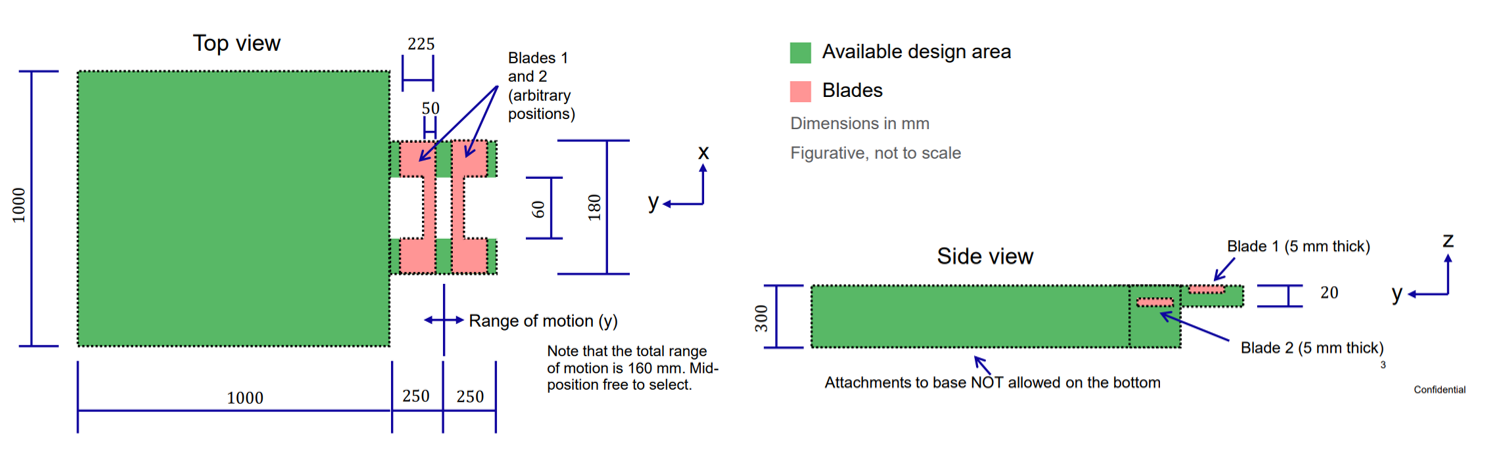 Top view
225
Blades 1
and 2
(arbitrary
positions)
50
1000
60
180
x
y
Range of motion (y)
Note that the total range
of motion is 160 mm. Mid-
position free to select.
1000
250
250
Available design area
Blades
Dimensions in mm
Figurative, not to scale
Side view
Blade 1 (5 mm thick)
z
20
y
300
Blade 2 (5 mm thick)
3
Attachments to base NOT allowed on the bottom
Confidential